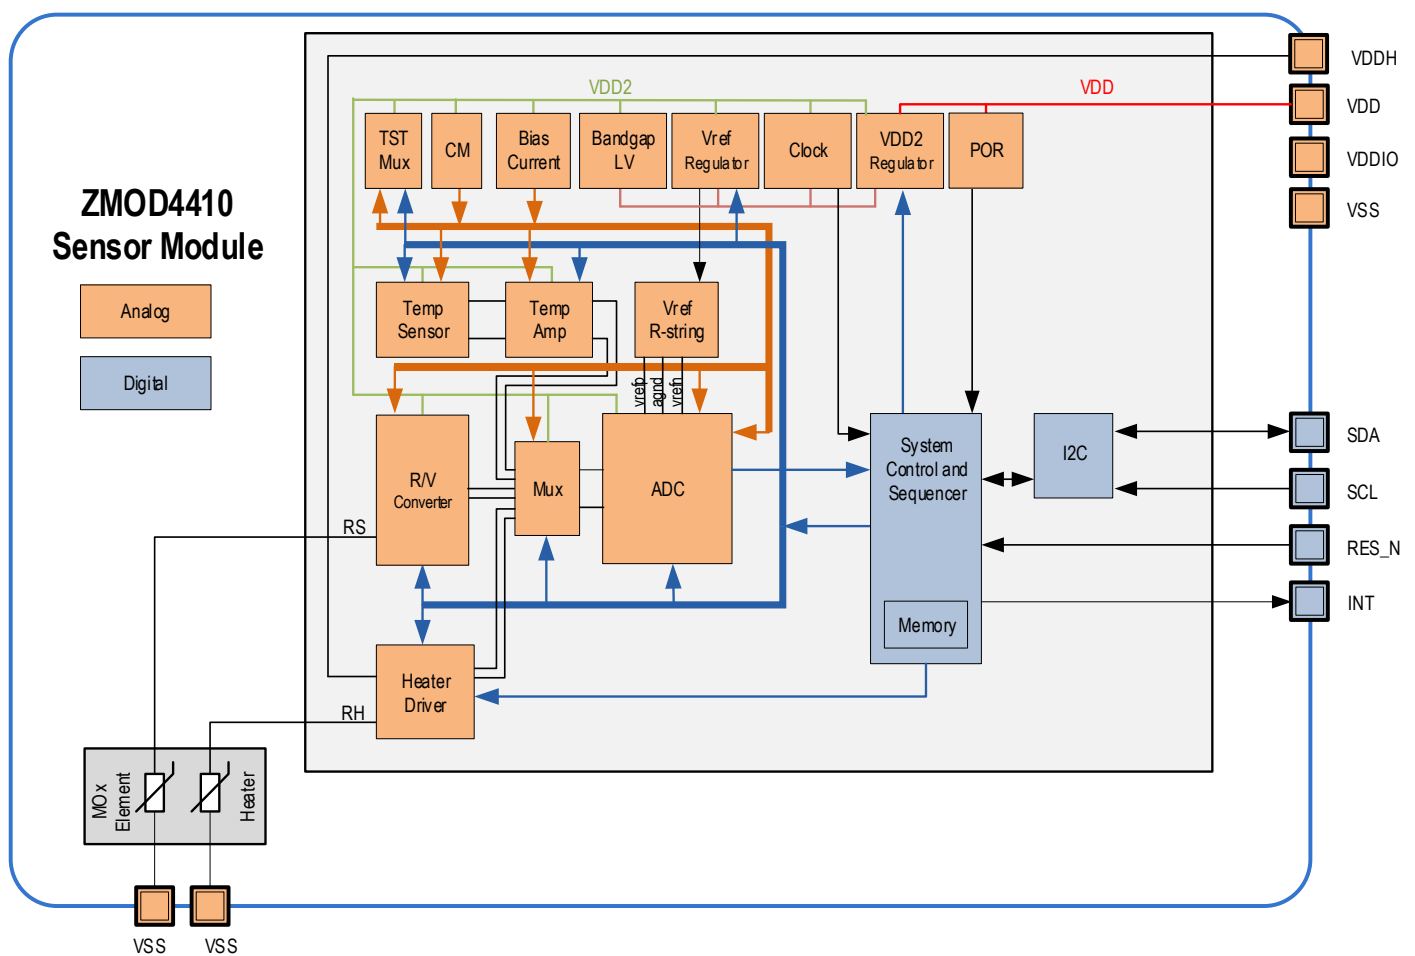 VDDH
VDD2
VDD
VDD
TST
Mux
CM
Bias
Current
Bandgap
LV
Vref
Regulator
Clock
VDD2
Regulator
POR
VDDIO
VSS
ZMOD4410
Sensor Module
Analog
Digital
Temp
Sensor
Temp
Amp
Vref
R-string
vrefp
agnd
vrefn
R/V
Converter
Mux
ADC
System
Control and
Sequencer
Memory
I2C
SDA
SCL
RES_N
INT
RS
Heater
Driver
RH
MOx
Element
Heater
VSS
VSS